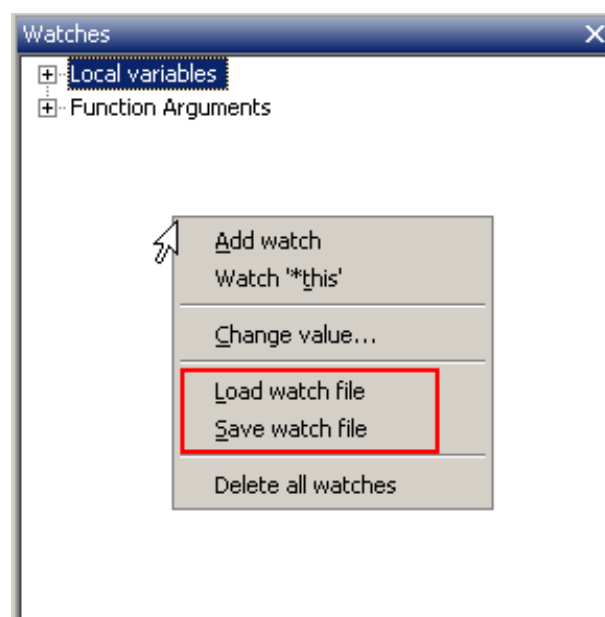 Watches
Local variables
Function Arguments
Add watch
Watch '*this'
Change value...
Load watch file
Save watch file
Delete all watches